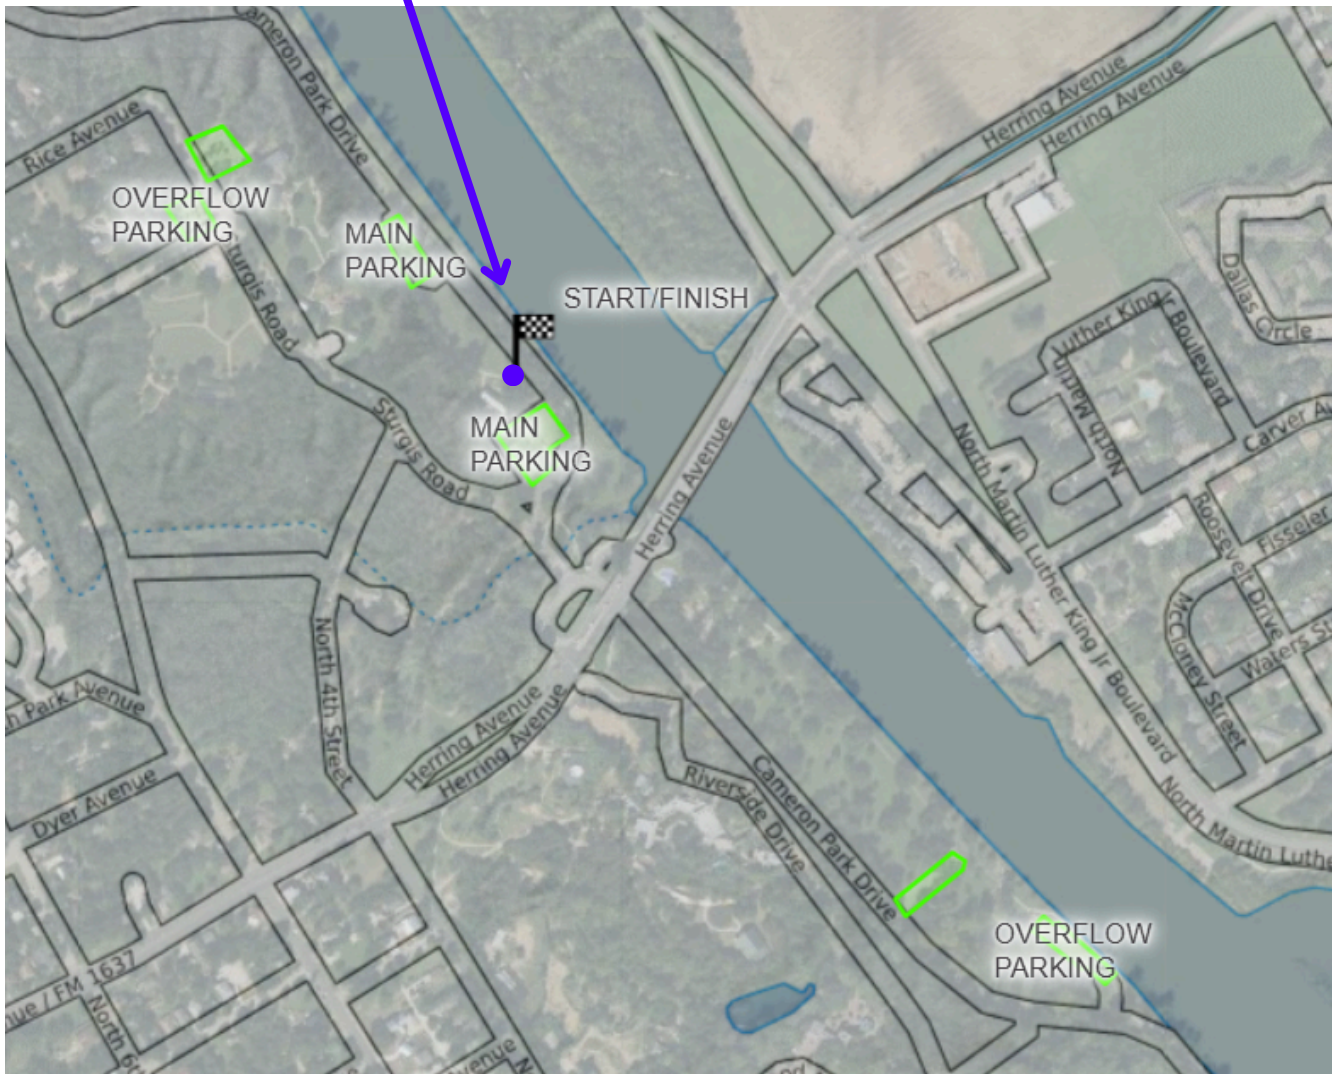 Cameron Park Drive
Herring Avenue
Herring Avenue
Rice Avenue
OVERFLOW
PARKING
MAIN
PARKING
START/FINISH
Dallas Circle
Luther King
Jr Boulevard
North Martin
Sturgis Road
Sturgis Road
MAIN
PARKING
Herring Avenue
North Martin Luther King Jr Boulevard
Carver
Roosevelt Drive
Fisseler
McCloney Street
Waters
North 4th Street
Park Avenue
Herring Avenue
Herring Avenue
Dyer Avenue
Riverside Drive
Cameron Park Drive
North Martin
OVERFLOW
PARKING
/ FM 1637
North